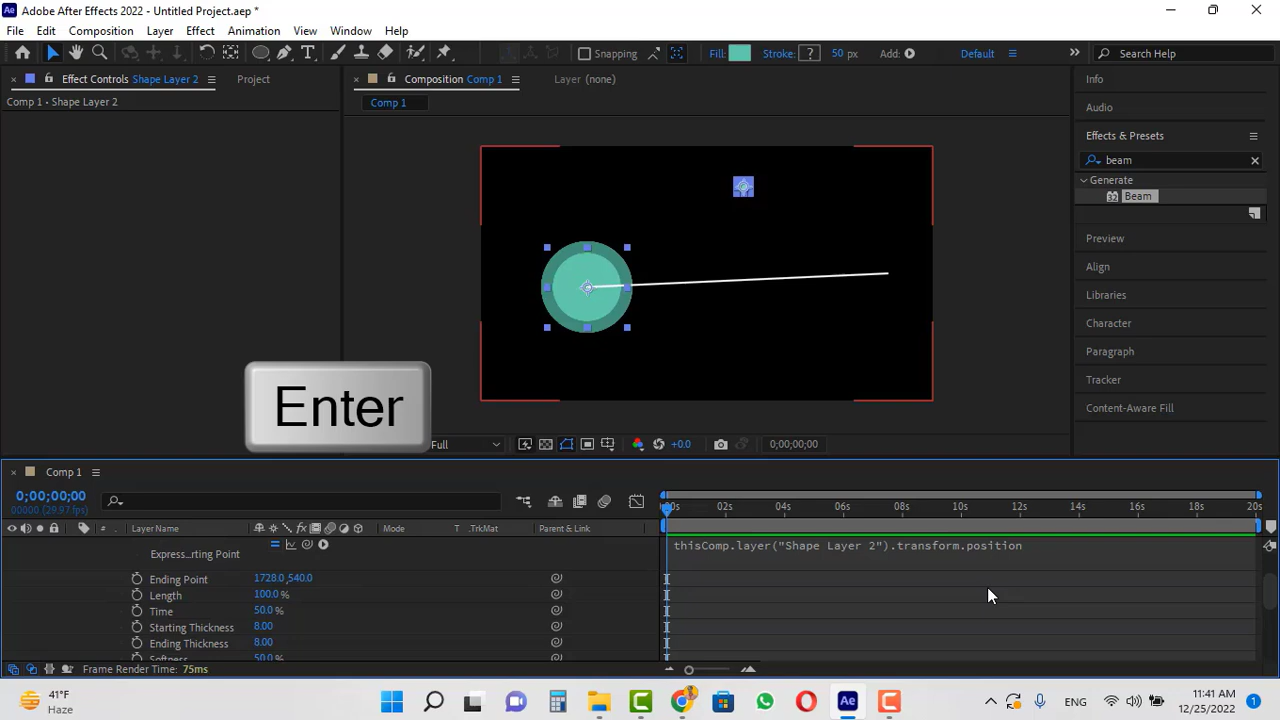 Adobe After Effects 2022 - Untitled Project.aep *
File Edit Composition Layer Effect Animation View Window Help
Snapping Fill: Stroke: ? 50 px Add: Default Search Help
Effect Controls Shape Layer 2 Project
Composition Comp 1 Layer (none)
Comp 1 • Shape Layer 2
Comp 1
Info
Audio
Effects & Presets
beam
Generate
32 Beam
Preview
Align
Libraries
Character
Paragraph
Tracker
Content-Aware Fill
Enter
Full +0.0 0;00;00;00
Comp 1
0;00;00;00
00000 (29.97 fps)
00s 02s 04s 06s 08s 10s 12s 14s 16s 18s 20s
# Layer Name Mode T .TrkMat Parent & Link
Express...rting Point
thisComp.layer("Shape Layer 2").transform.position
Ending Point 1728.0,540.0
Length 100.0 %
Time 50.0 %
Starting Thickness 8.00
Ending Thickness 8.00
Softness 50.0 %
Frame Render Time: 75ms
41°F
Haze
ENG
11:41 AM
12/25/2022
1